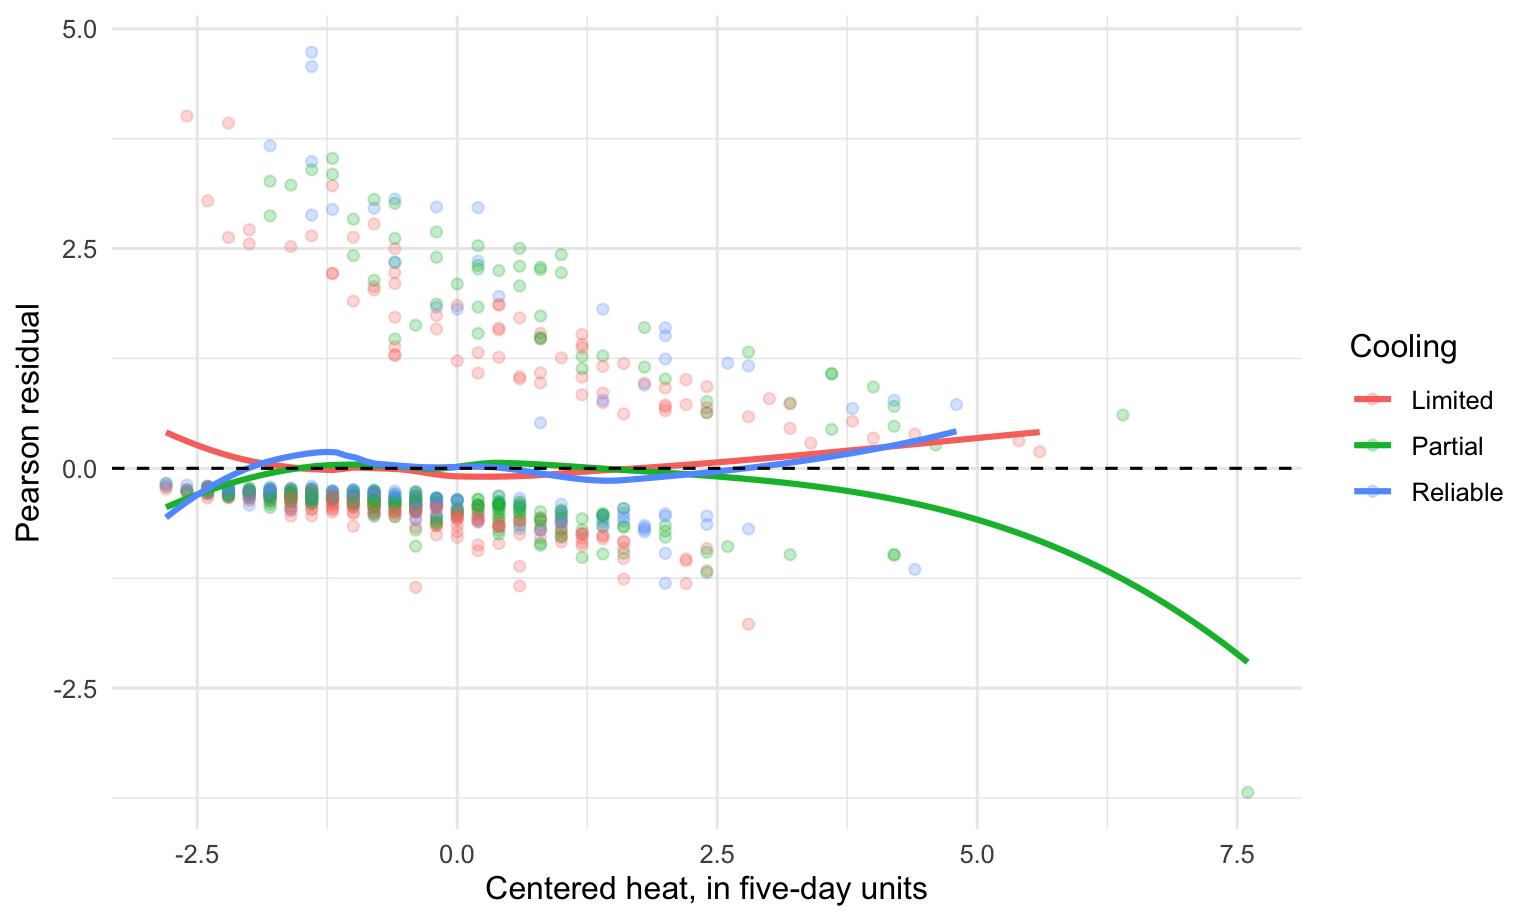 5.0
2.5
0.0
-2.5
Pearson residual
-2.5 0.0 2.5 5.0 7.5
Centered heat, in five-day units
Cooling
Limited
Partial
Reliable